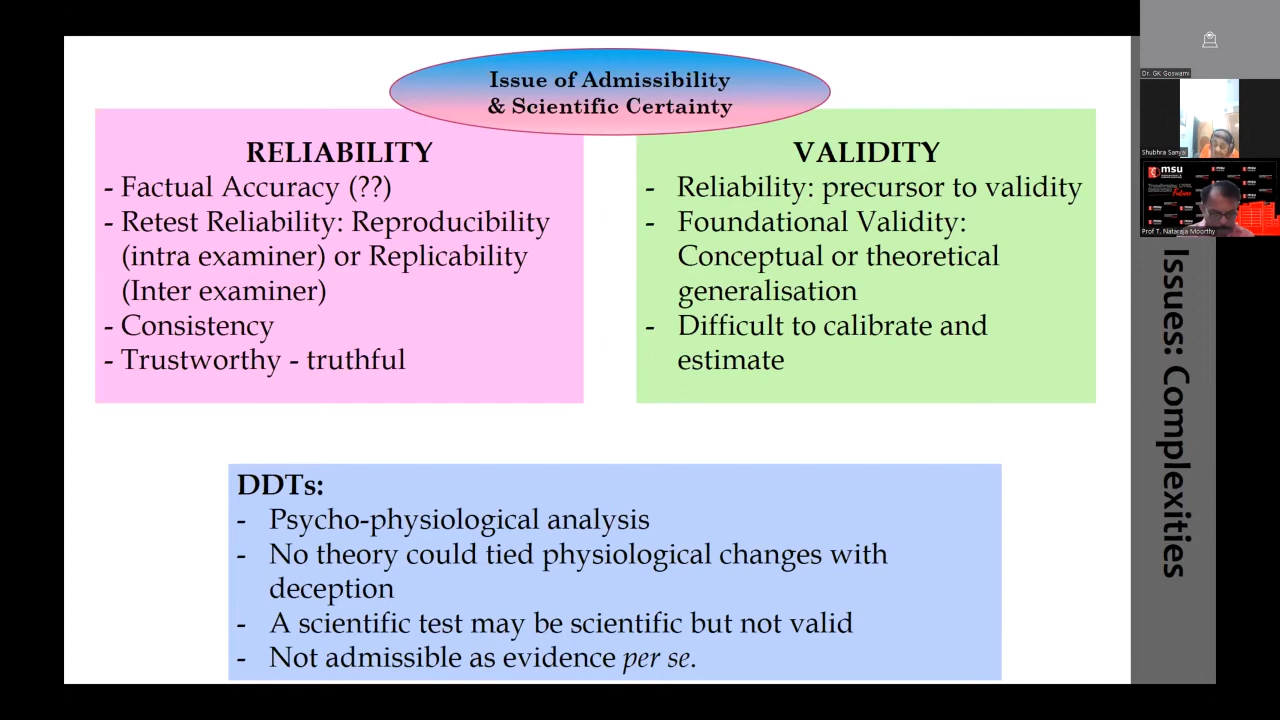 Issue of Admissibility
& Scientific Certainty
RELIABILITY
- Factual Accuracy (??)
- Retest Reliability: Reproducibility
(intra examiner) or Replicability
(Inter examiner)
- Consistency
- Trustworthy - truthful
VALIDITY
- Reliability: precursor to validity
- Foundational Validity:
Conceptual or theoretical
generalisation
- Difficult to calibrate and
estimate
DDTs:
- Psycho-physiological analysis
- No theory could tied physiological changes with
deception
- A scientific test may be scientific but not valid
- Not admissible as evidence per se.
Issues: Complexities
Dr. GK Goswami
Shubhra Sanyal
msu
Prof T. Nataraja Moorthy